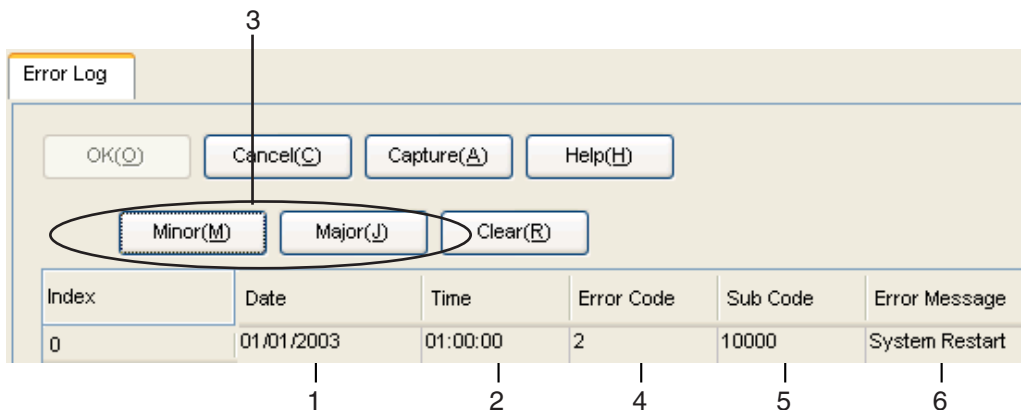 3
Error Log
OK(O) Cancel(C) Capture(A) Help(H)
Minor(M) Major(J) Clear(R)
Index Date Time Error Code Sub Code Error Message
0 01/01/2003 01:00:00 2 10000 System Restart
1 2 4 5 6